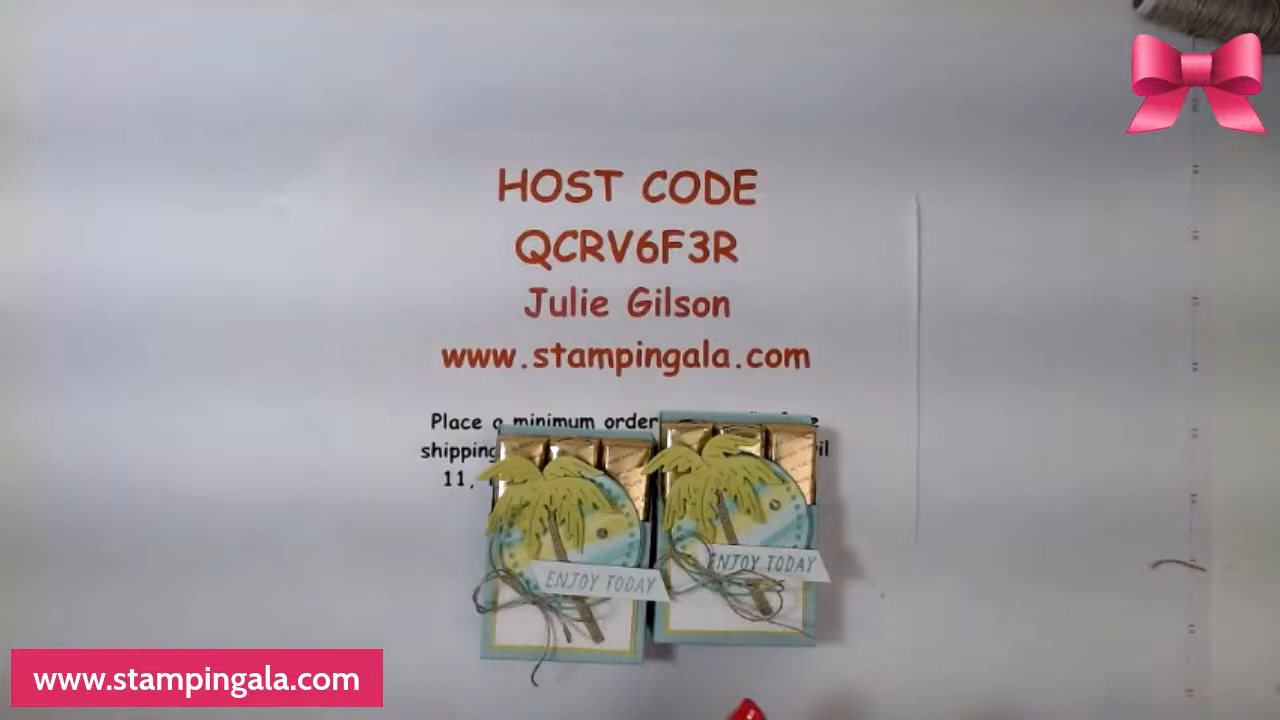 HOST CODE
QCRV6F3R
Julie Gilson
www.stampingala.com
Place a minimum order
shipping
11,
ENJOY TODAY
ENJOY TODAY
www.stampingala.com